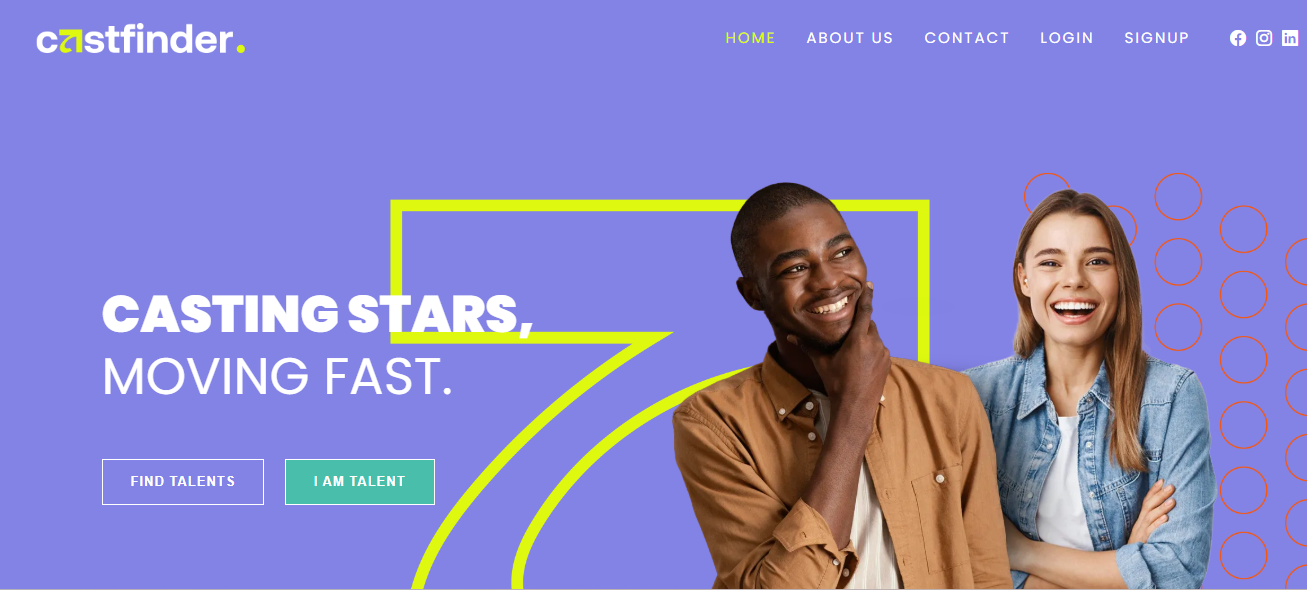 castfinder.
HOME ABOUT US CONTACT LOGIN SIGNUP
CASTING STARS,
MOVING FAST.
FIND TALENTS
I AM TALENT